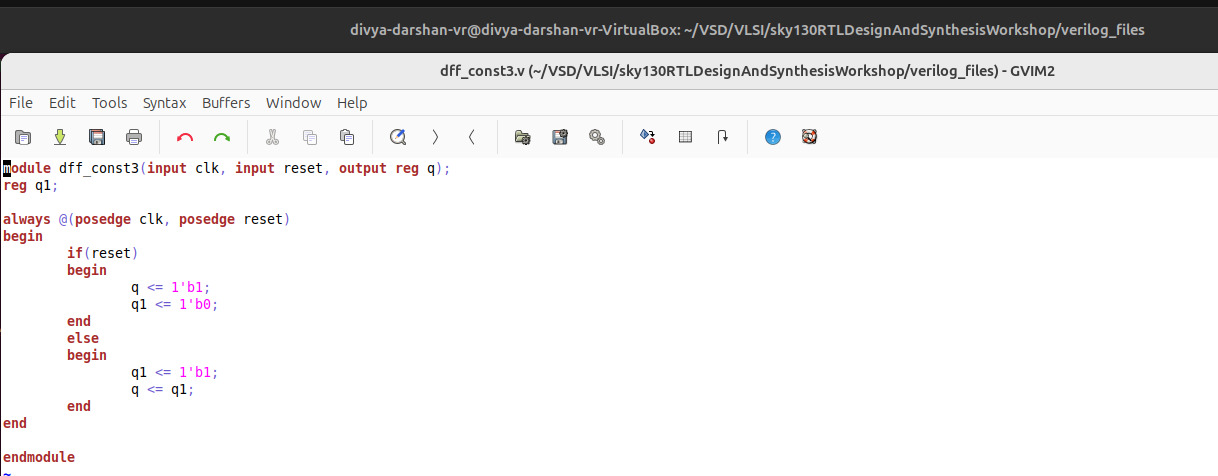 divya-darshan-vr@divya-darshan-vr-VirtualBox: ~/VSD/VLSI/sky130RTLDesignAndSynthesisWorkshop/verilog_files
dff_const3.v (~/VSD/VLSI/sky130RTLDesignAndSynthesisWorkshop/verilog_files) - GVIM2
File Edit Tools Syntax Buffers Window Help
module dff_const3(input clk, input reset, output reg q);
reg q1;
always @(posedge clk, posedge reset)
begin
if(reset)
begin
q <= 1'b1;
q1 <= 1'b0;
end
else
begin
q1 <= 1'b1;
q <= q1;
end
end
endmodule
~